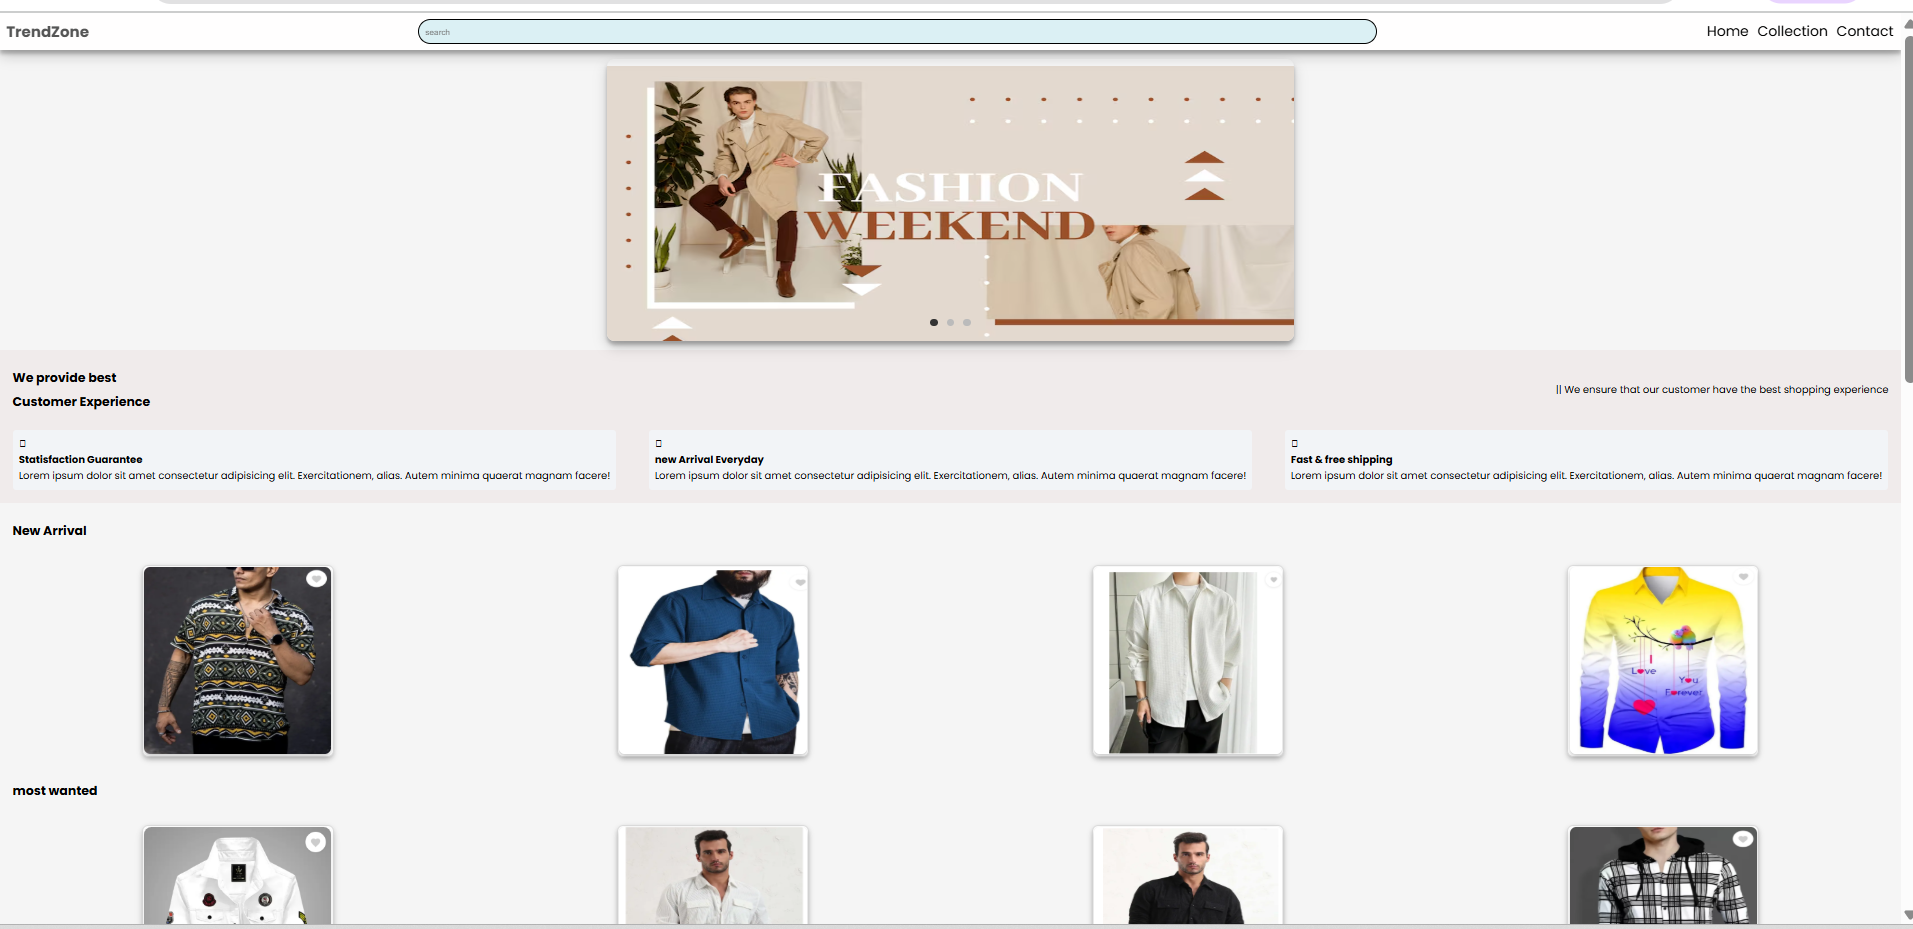 TrendZone
search
Home Collection Contact
FASHION
WEEKEND
We provide best
Customer Experience
|| We ensure that our customer have the best shopping experience
Statisfaction Guarantee
Lorem ipsum dolor sit amet consectetur adipisicing elit. Exercitationem, alias. Autem minima quaerat magnam facere!
new Arrival Everyday
Lorem ipsum dolor sit amet consectetur adipisicing elit. Exercitationem, alias. Autem minima quaerat magnam facere!
Fast & free shipping
Lorem ipsum dolor sit amet consectetur adipisicing elit. Exercitationem, alias. Autem minima quaerat magnam facere!
New Arrival
I
Love
You
Forever
most wanted